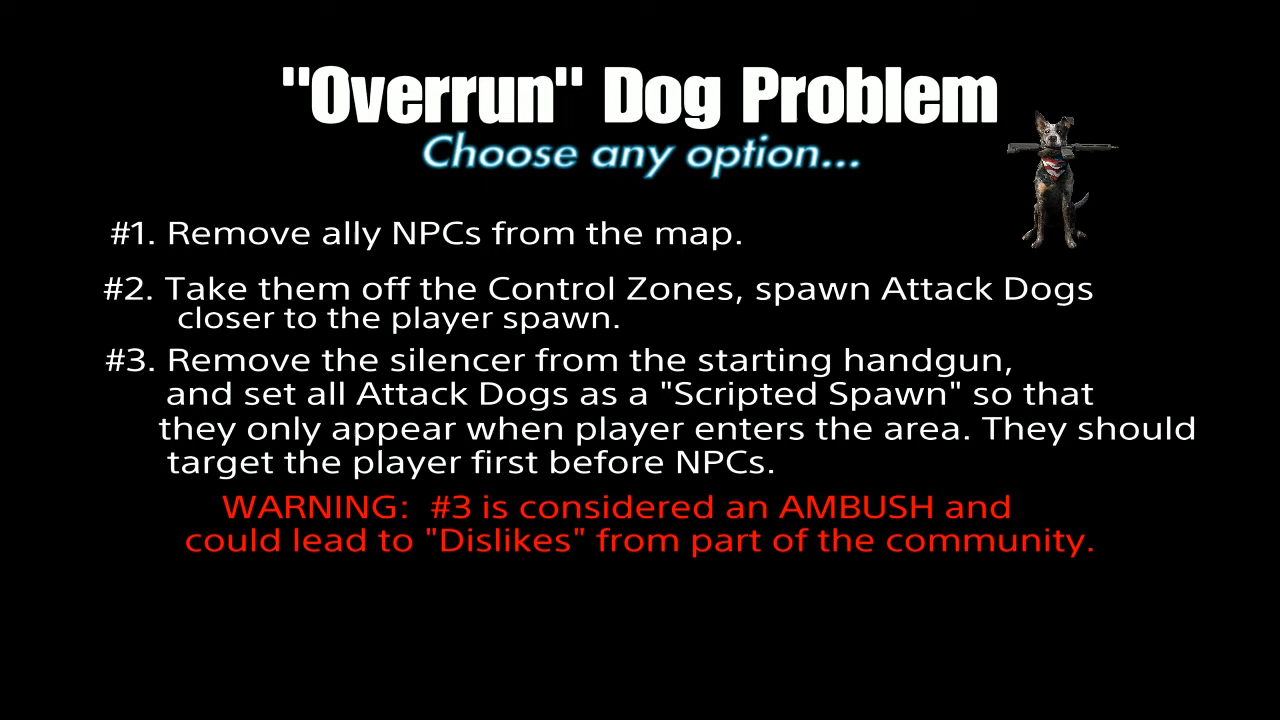 "Overrun" Dog Problem
Choose any option...
#1. Remove ally NPCs from the map.
#2. Take them off the Control Zones, spawn Attack Dogs
closer to the player spawn.
#3. Remove the silencer from the starting handgun,
and set all Attack Dogs as a "Scripted Spawn" so that
they only appear when player enters the area. They should
target the player first before NPCs.
WARNING: #3 is considered an AMBUSH and
could lead to "Dislikes" from part of the community.